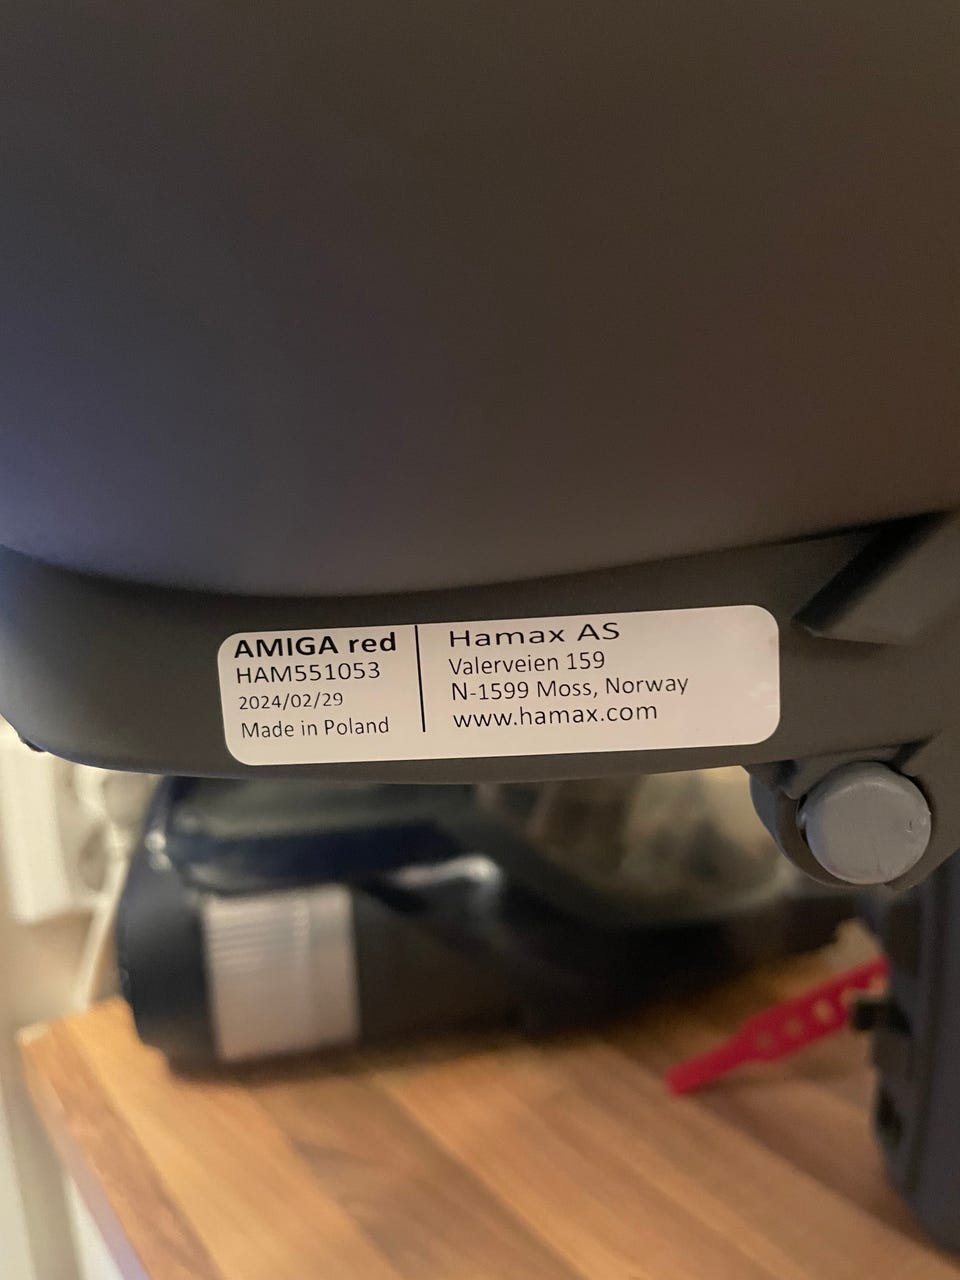 AMIGA red
HAM551053
2024/02/29
Made in Poland
Hamax AS
Valerveien 159
N-1599 Moss, Norway
www.hamax.com